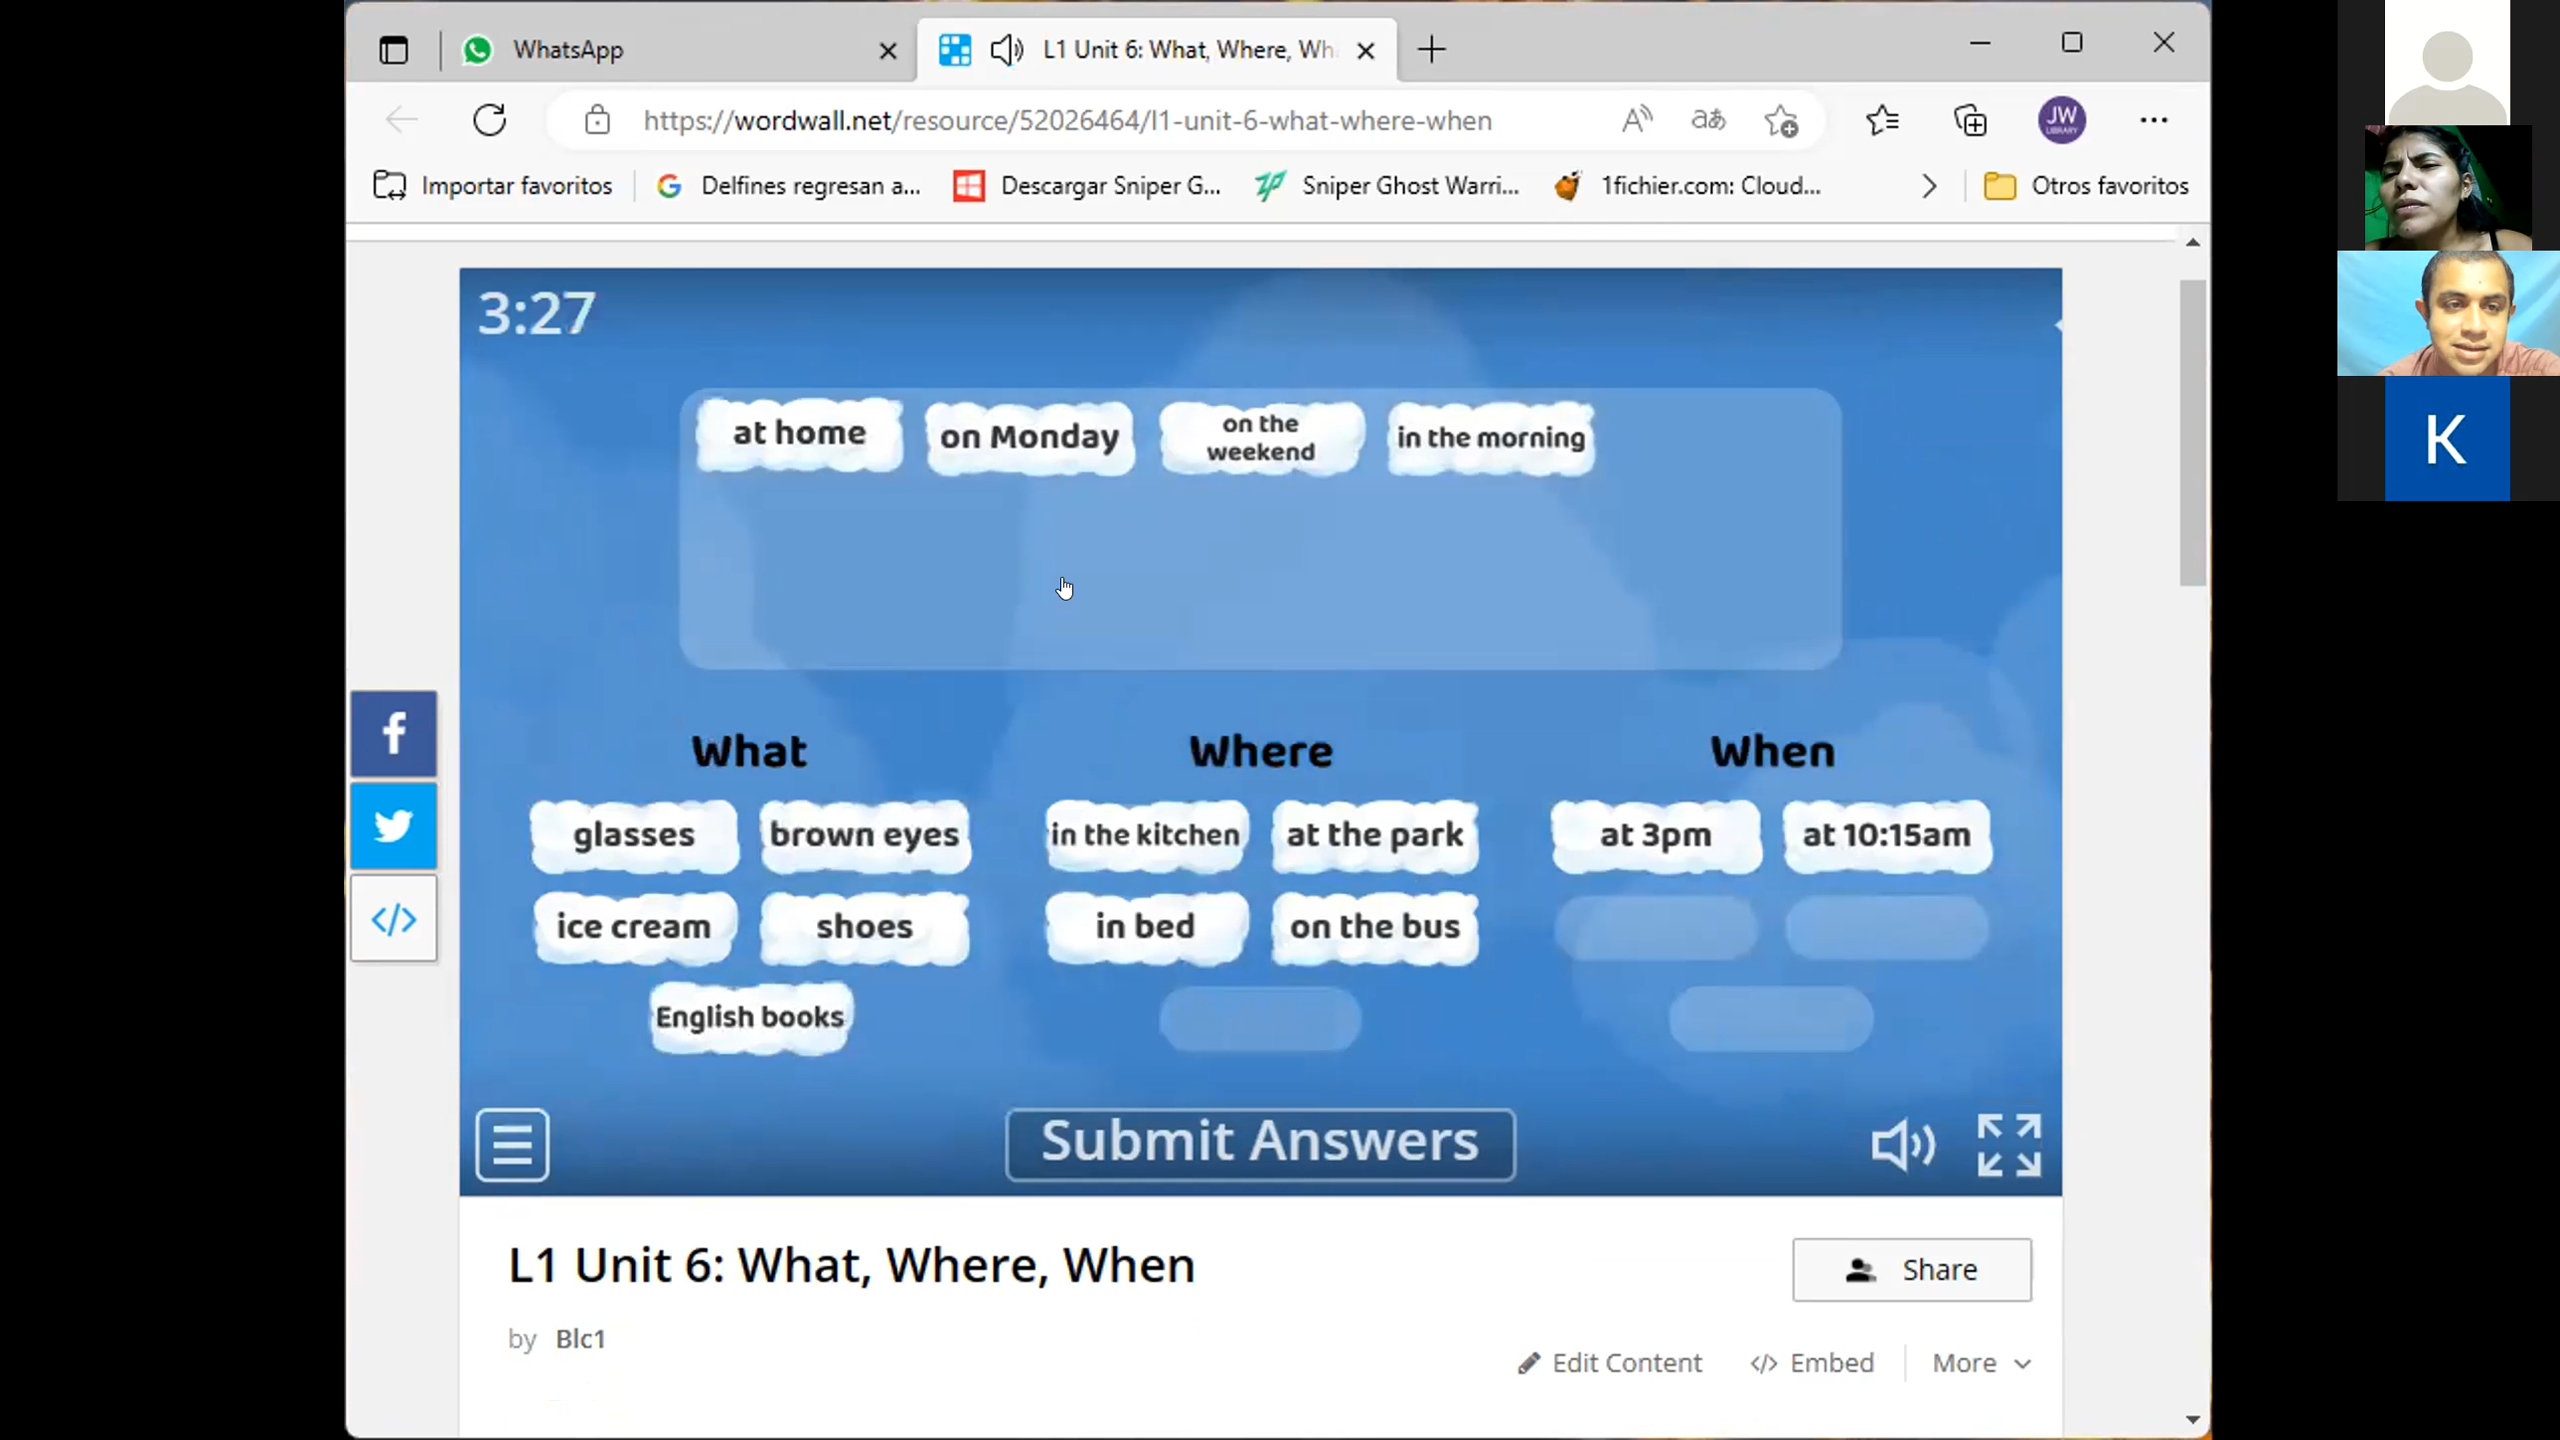 WhatsApp
L1 Unit 6: What, Where, Wh
https://wordwall.net/resource/52026464/l1-unit-6-what-where-when
JW
LIBRARY
Importar favoritos
Delfines regresan a...
Descargar Sniper G...
Sniper Ghost Warri...
1fichier.com: Cloud...
Otros favoritos
3:27
at home
on Monday
on the
weekend
in the morning
What
Where
When
glasses
brown eyes
in the kitchen
at the park
at 3pm
at 10:15am
ice cream
shoes
in bed
on the bus
English books
Submit Answers
L1 Unit 6: What, Where, When
Share
by Blc1
Edit Content
Embed
More
K